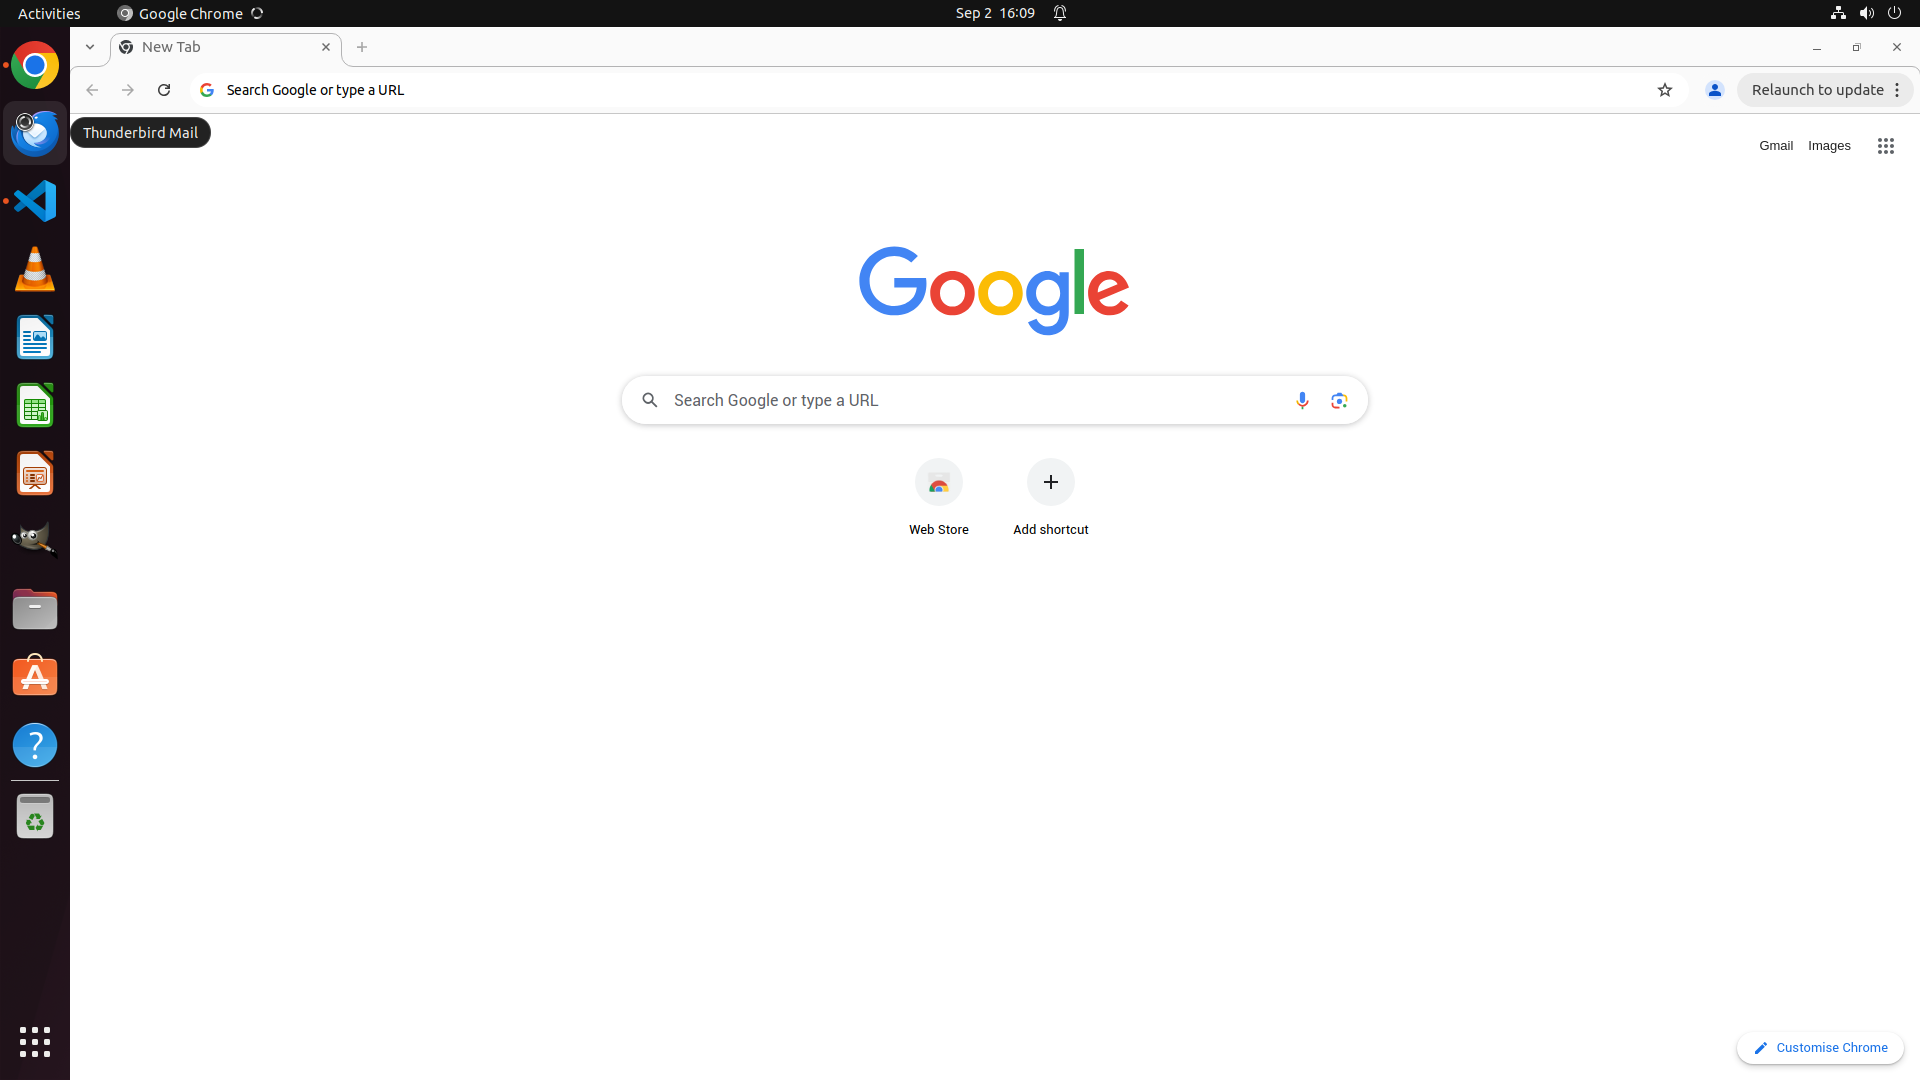 Activities
Google Chrome
Sep 2 16:09
New Tab
Search Google or type a URL
Relaunch to update
Thunderbird Mail
Gmail
Images
Google
Search Google or type a URL
Web Store
Add shortcut
Customise Chrome